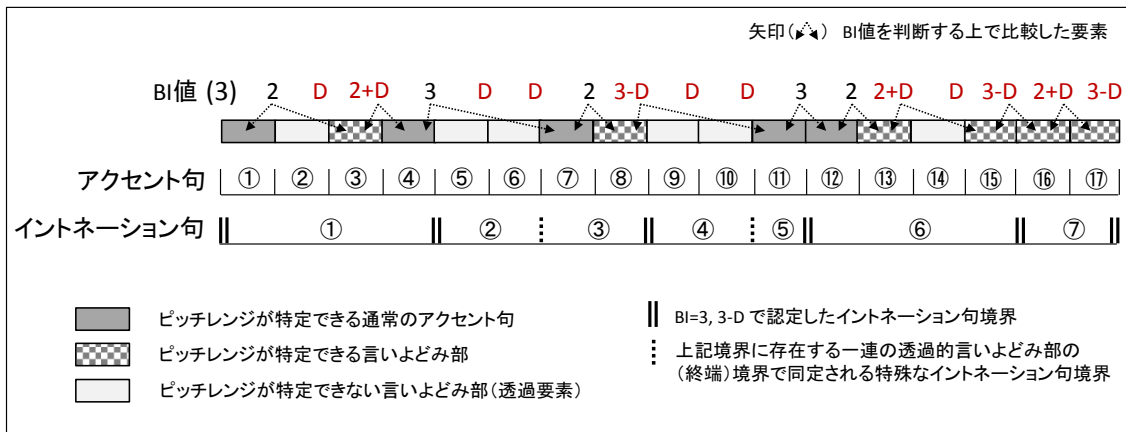 矢印( ) BI値を判断する上で比較した要素
BI値 (3) 2 D 2+D 3 D D 2 3-D D D 3 2 2+D D 3-D 2+D 3-D
アクセント句 ① ② ③ ④ ⑤ ⑥ ⑦ ⑧ ⑨ ⑩ ⑪ ⑫ ⑬ ⑭ ⑮ ⑯ ⑰
イントネーション句 ① ② ③ ④ ⑤ ⑥ ⑦
ピッチレンジが特定できる通常のアクセント句
ピッチレンジが特定できる言いよどみ部
ピッチレンジが特定できない言いよどみ部(透過要素)
BI=3, 3-D で認定したイントネーション句境界
上記境界に存在する一連の透過的言いよどみ部の
(終端)境界で同定される特殊なイントネーション句境界